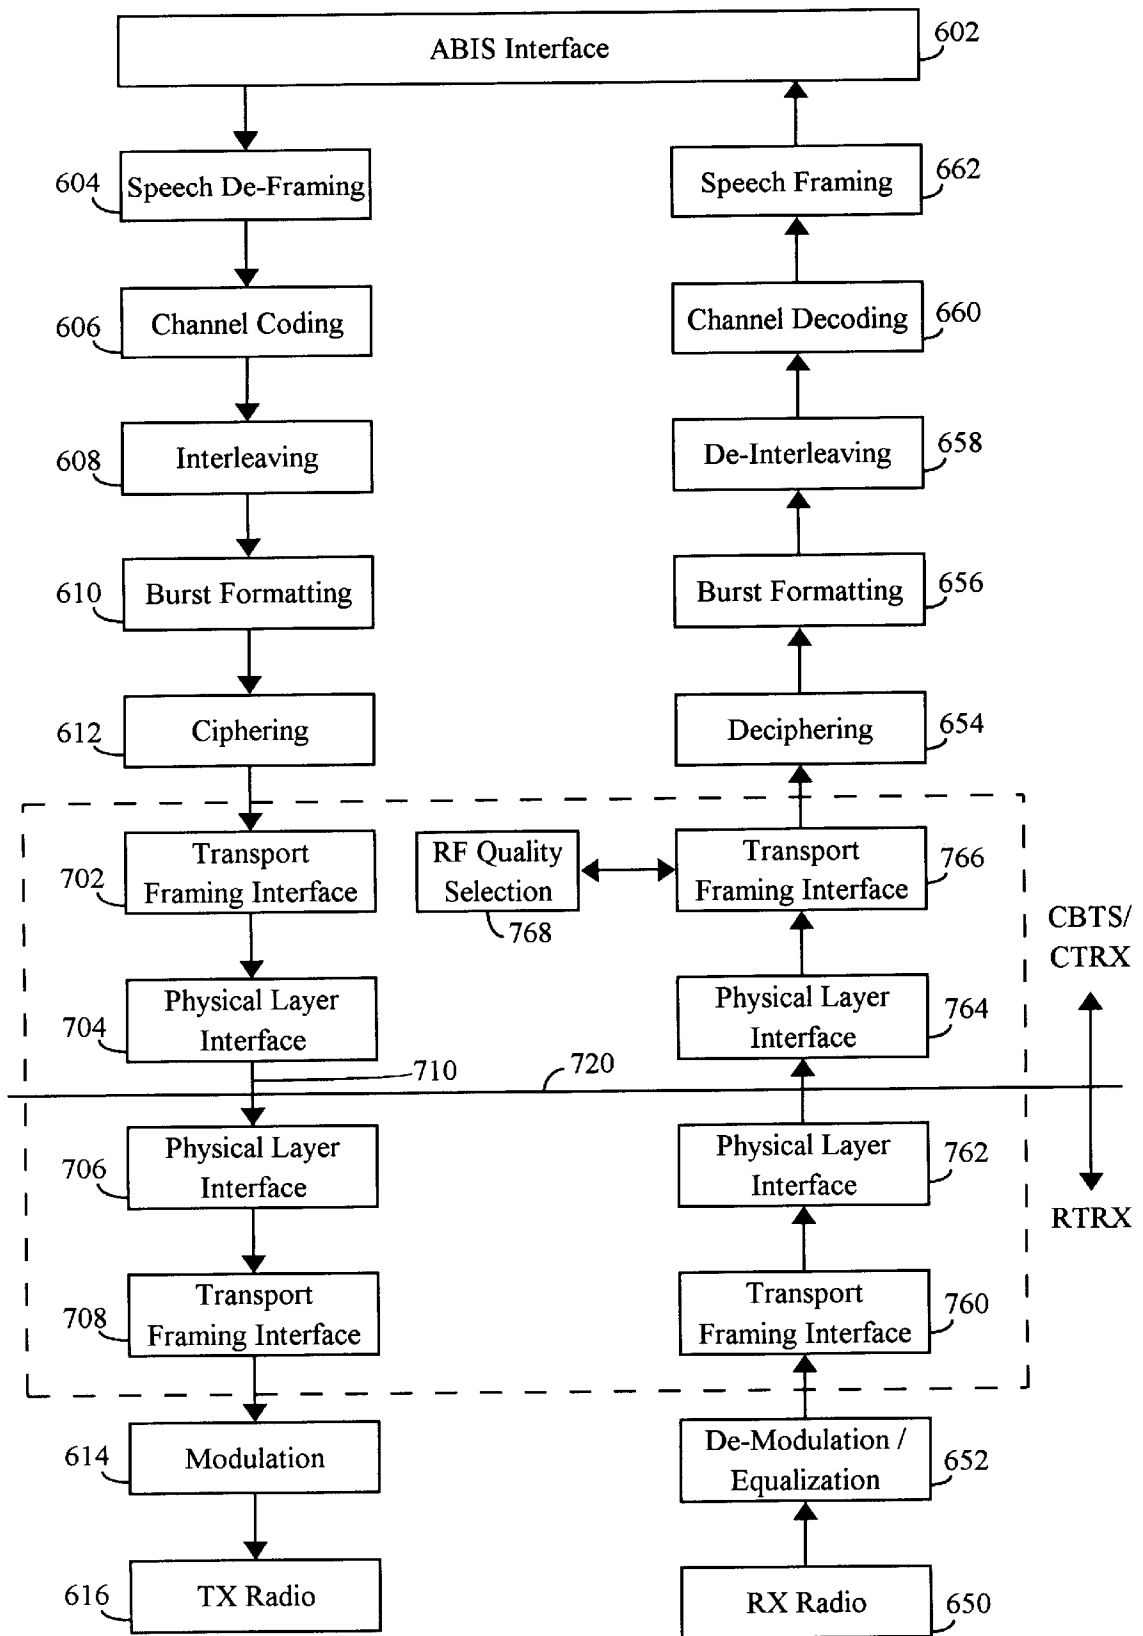 ABIS Interface
602
604
Speech De-Framing
Speech Framing
662
606
Channel Coding
Channel Decoding
660
608
Interleaving
De-Interleaving
658
610
Burst Formatting
Burst Formatting
656
612
Ciphering
Deciphering
654
702
Transport
Framing Interface
RF Quality
Selection
768
Transport
Framing Interface
766
CBTS/
CTRX
704
Physical Layer
Interface
Physical Layer
Interface
764
710
720
706
Physical Layer
Interface
Physical Layer
Interface
762
RTRX
708
Transport
Framing Interface
Transport
Framing Interface
760
614
Modulation
De-Modulation /
Equalization
652
616
TX Radio
RX Radio
650